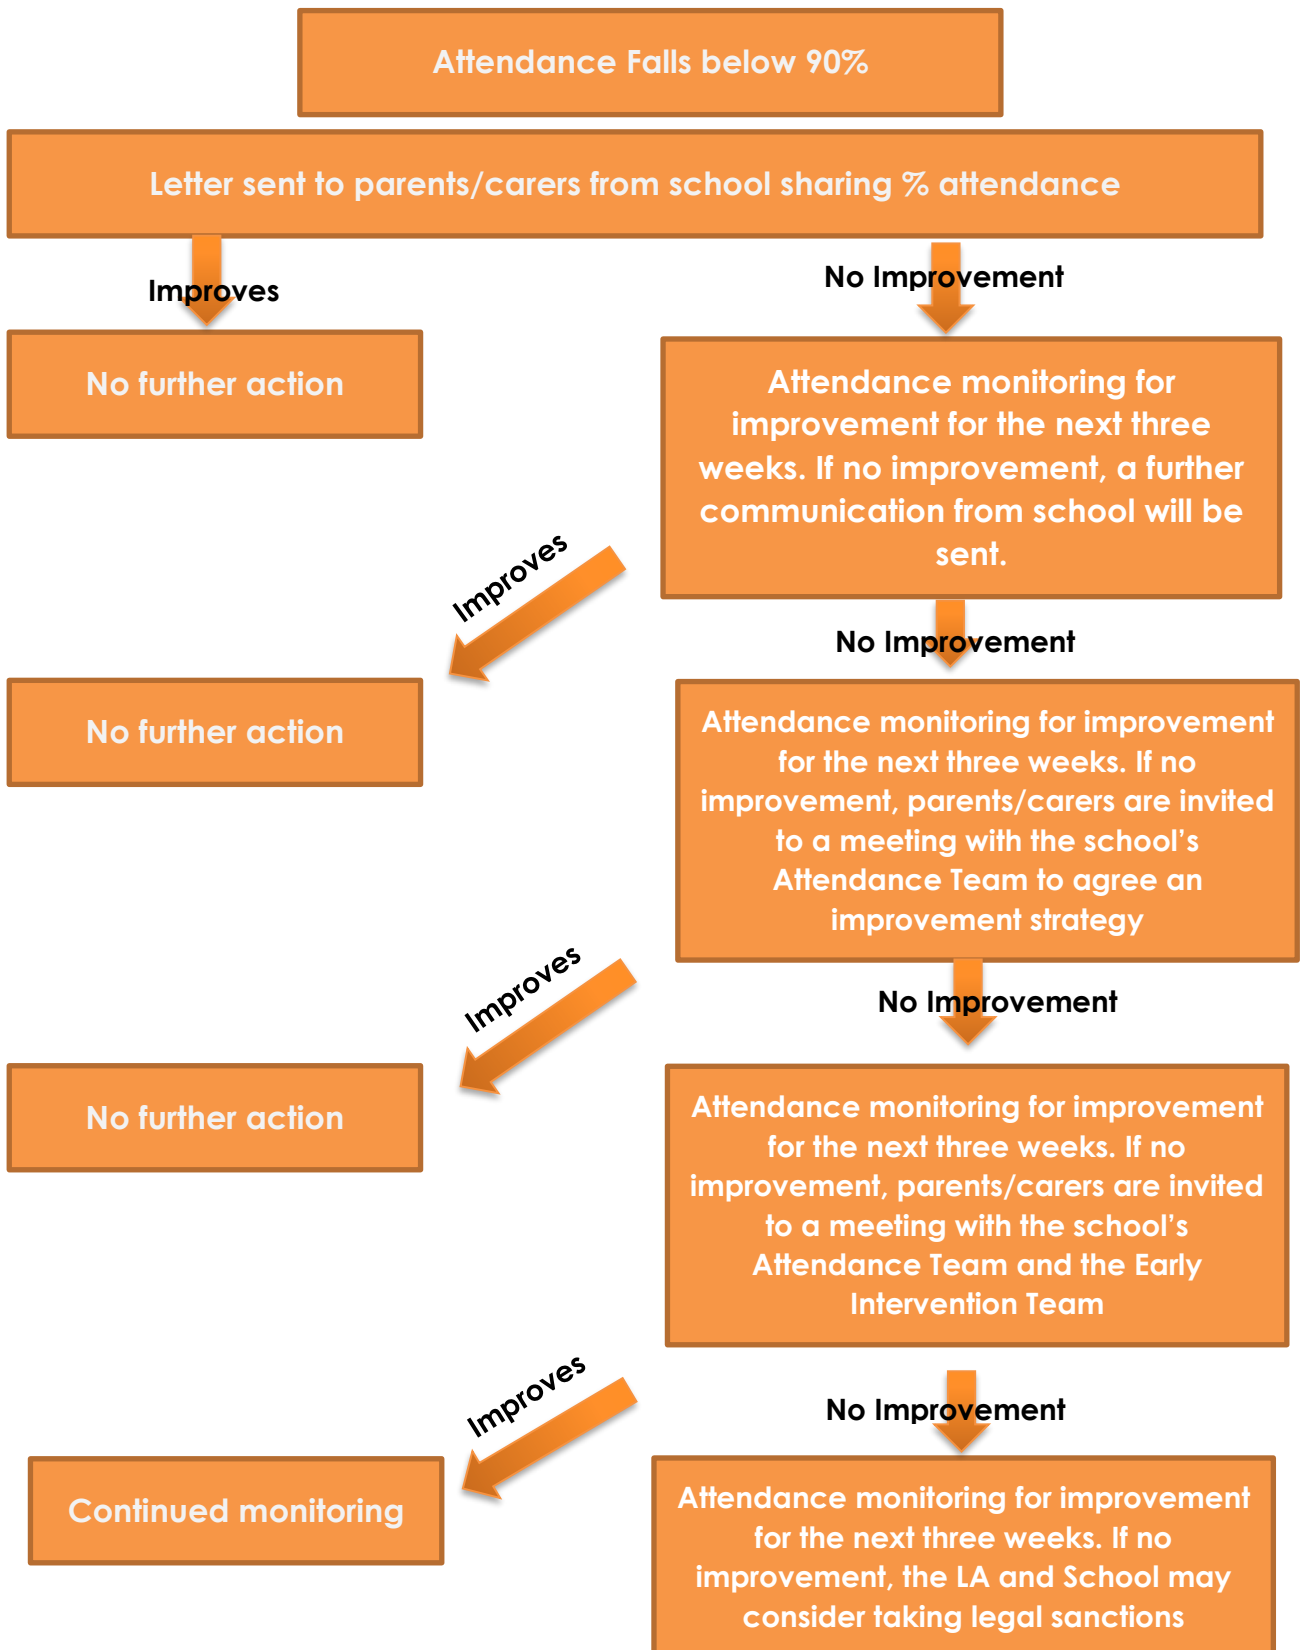 Attendance Falls below 90%
Letter sent to parents/carers from school sharing % attendance
Improves
No Improvement
No further action
Attendance monitoring for
improvement for the next three
weeks. If no improvement, a further
communication from school will be
sent.
Improves
No Improvement
No further action
Attendance monitoring for improvement
for the next three weeks. If no
improvement, parents/carers are invited
to a meeting with the school’s
Attendance Team to agree an
improvement strategy
Improves
No Improvement
No further action
Attendance monitoring for improvement
for the next three weeks. If no
improvement, parents/carers are invited
to a meeting with the school’s
Attendance Team and the Early
Intervention Team
Improves
No Improvement
Continued monitoring
Attendance monitoring for improvement
for the next three weeks. If no
improvement, the LA and School may
consider taking legal sanctions